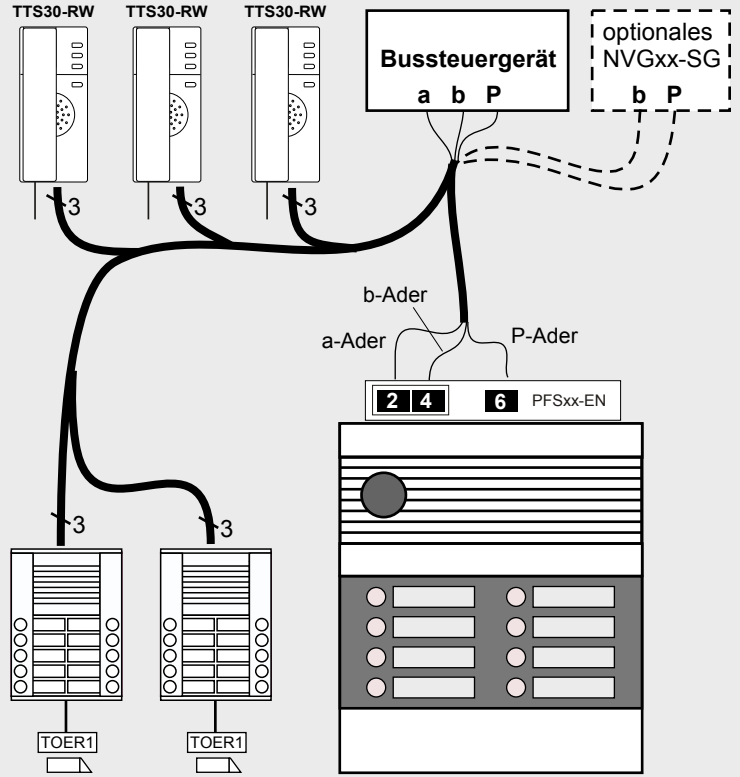 TTS30-RW TTS30-RW TTS30-RW
Bussteuergerät
a b P
optionales
NVGxx-SG
b P
3 3 3
b-Ader
a-Ader
P-Ader
2 4 6 PFSxx-EN
3 3
TOER1 TOER1